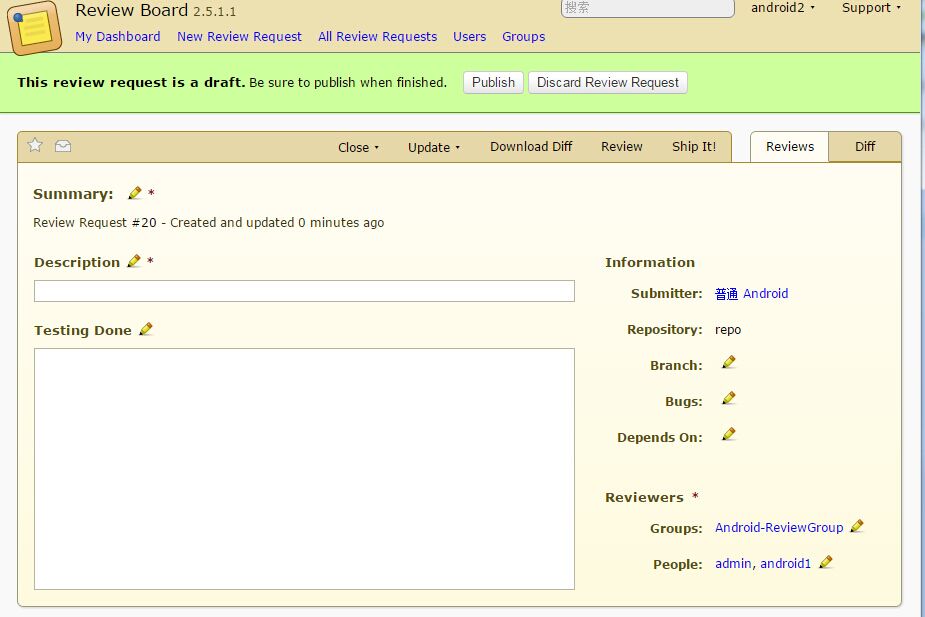 Review Board 2.5.1.1
搜索
android2
Support
My Dashboard New Review Request All Review Requests Users Groups
This review request is a draft. Be sure to publish when finished. Publish Discard Review Request
Close Update Download Diff Review Ship It! Reviews Diff
Summary: *
Review Request #20 - Created and updated 0 minutes ago
Description *
Testing Done
Information
Submitter: 普通 Android
Repository: repo
Branch:
Bugs:
Depends On:
Reviewers *
Groups: Android-ReviewGroup
People: admin, android1